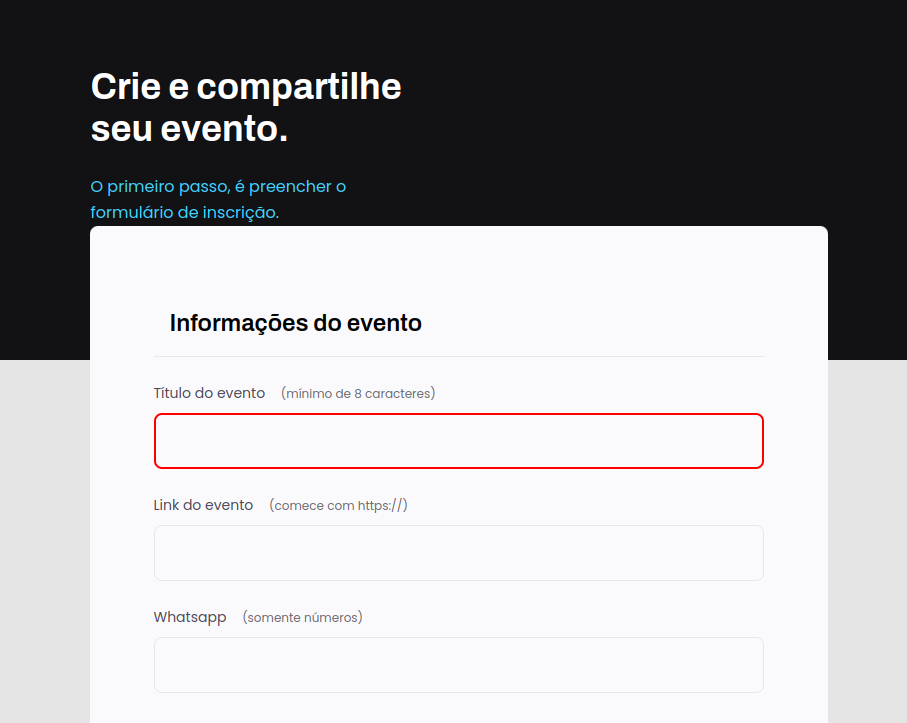 Crie e compartilhe
seu evento.
O primeiro passo, é preencher o
formulário de inscrição.
Informações do evento
Título do evento (mínimo de 8 caracteres)
Link do evento (comece com https://)
Whatsapp (somente números)